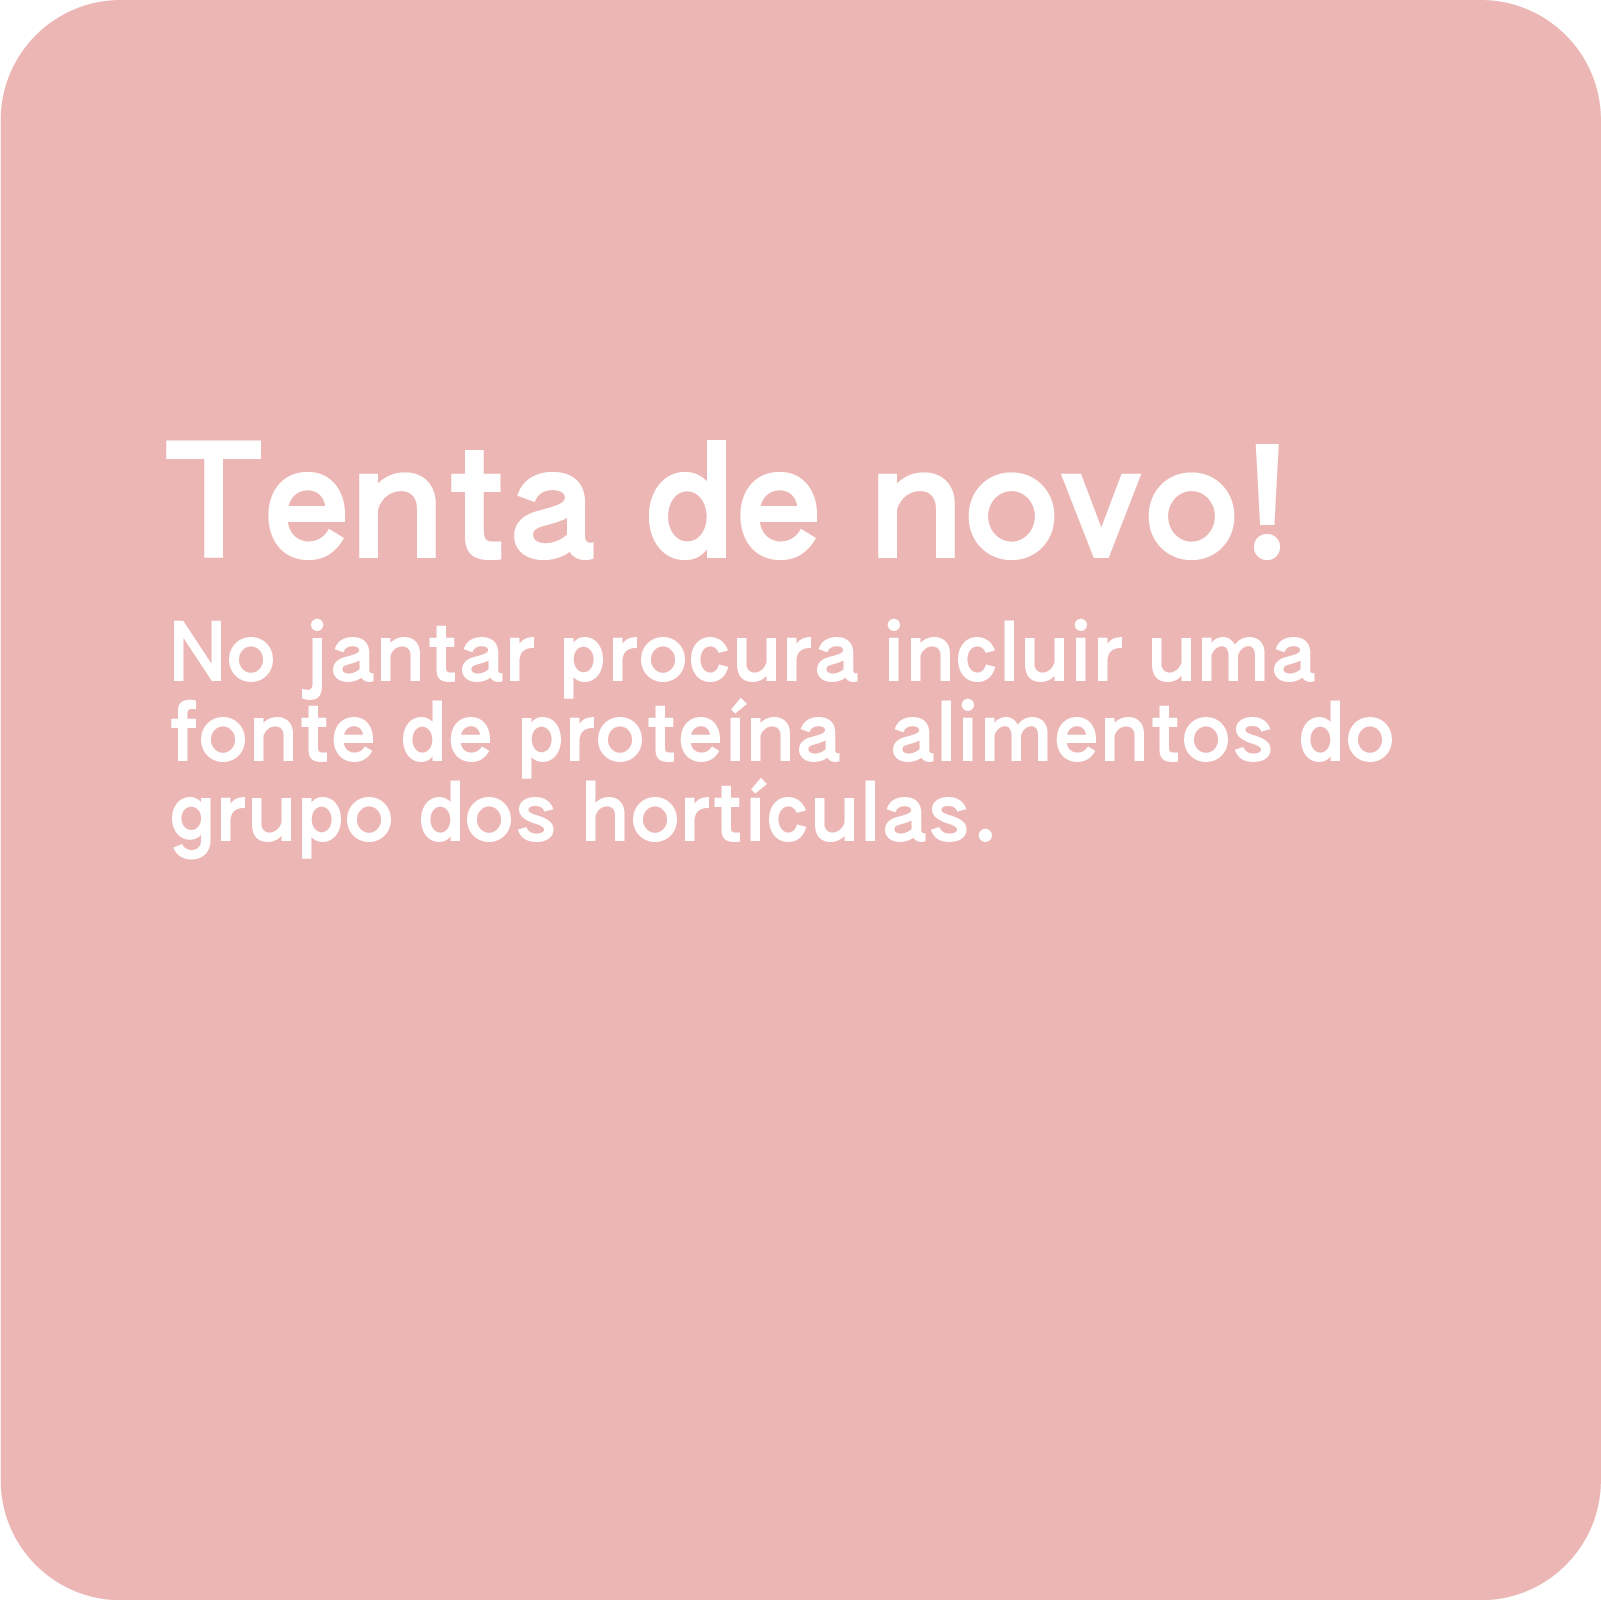 Tenta de novo!
No jantar procura incluir uma
fonte de proteína  alimentos do
grupo dos hortículas.